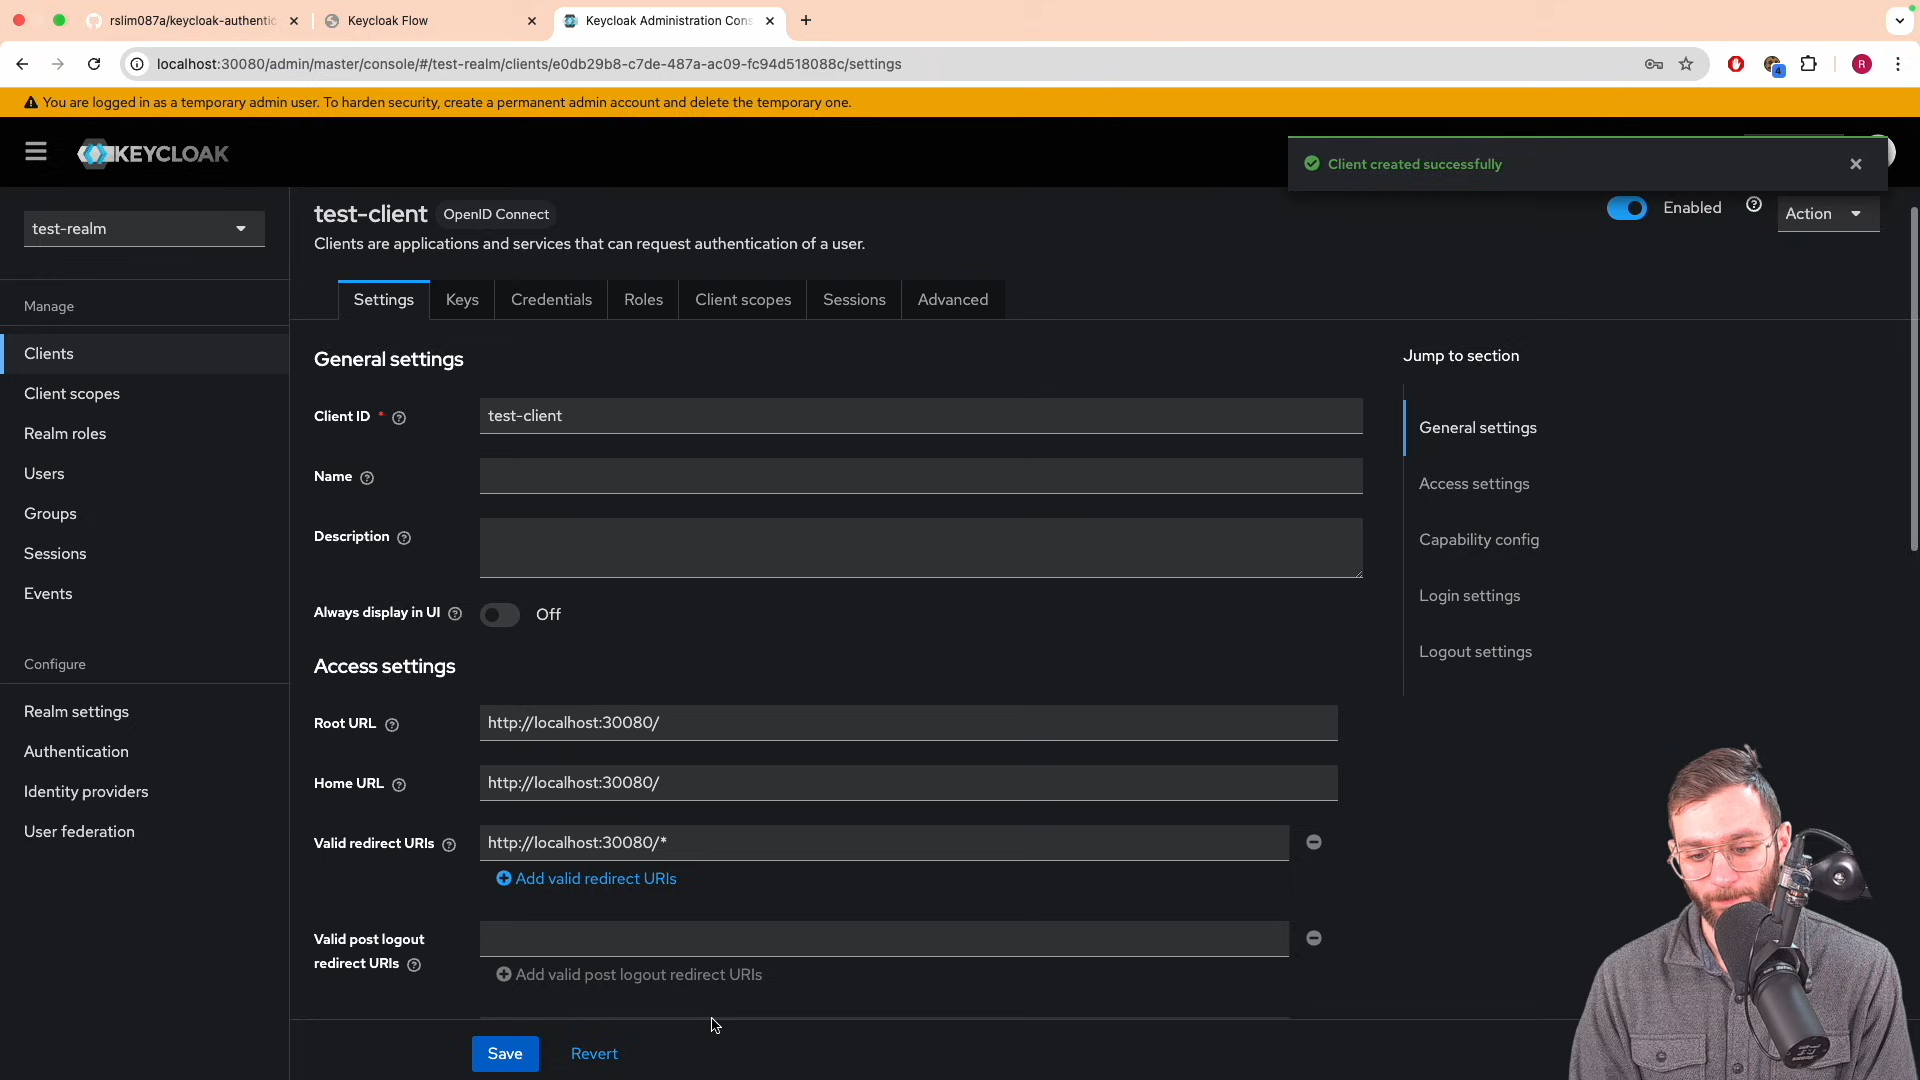 rslim087a/keycloak-authentic
Keycloak Flow
Keycloak Administration Cons
localhost:30080/admin/master/console/#/test-realm/clients/e0db29b8-c7de-487a-ac09-fc94d518088c/settings
4
R
You are logged in as a temporary admin user. To harden security, create a permanent admin account and delete the temporary one.
KEYCLOAK
Client created successfully
test-realm
Manage
Clients
Client scopes
Realm roles
Users
Groups
Sessions
Events
Configure
Realm settings
Authentication
Identity providers
User federation
test-client
OpenID Connect
Enabled
Action
Clients are applications and services that can request authentication of a user.
Settings
Keys
Credentials
Roles
Client scopes
Sessions
Advanced
General settings
Client ID *
test-client
Name
Description
Always display in UI
Off
Access settings
Root URL
http://localhost:30080/
Home URL
http://localhost:30080/
Valid redirect URIs
http://localhost:30080/*
Add valid redirect URIs
Valid post logout
redirect URIs
Add valid post logout redirect URIs
Save
Revert
Jump to section
General settings
Access settings
Capability config
Login settings
Logout settings